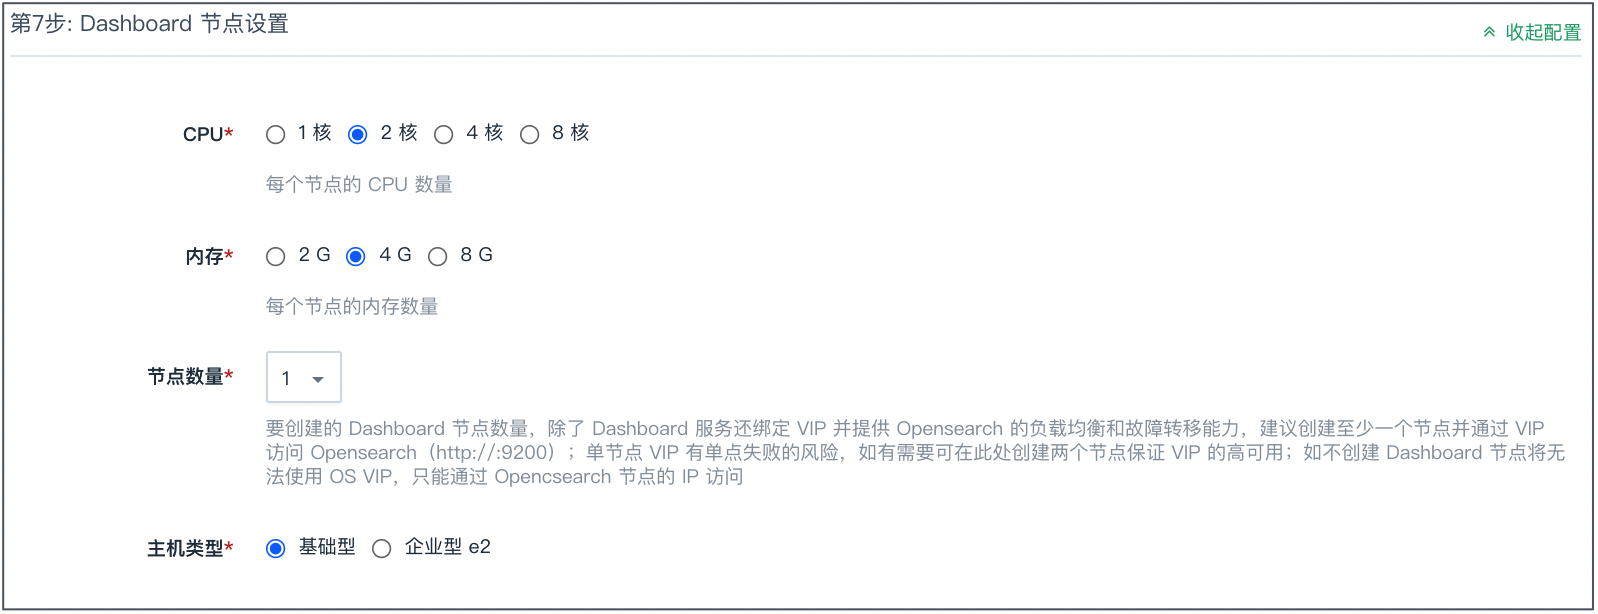 第7步: Dashboard 节点设置
收起配置
CPU* 1 核 2 核 4 核 8 核
每个节点的 CPU 数量
内存* 2 G 4 G 8 G
每个节点的内存数量
节点数量* 1
要创建的 Dashboard 节点数量，除了 Dashboard 服务还绑定 VIP 并提供 Opensearch 的负载均衡和故障转移能力，建议创建至少一个节点并通过 VIP
访问 Opensearch（http://:9200）；单节点 VIP 有单点失败的风险，如有需要可在此处创建两个节点保证 VIP 的高可用；如不创建 Dashboard 节点将无
法使用 OS VIP，只能通过 Opencsearch 节点的 IP 访问
主机类型* 基础型 企业型 e2